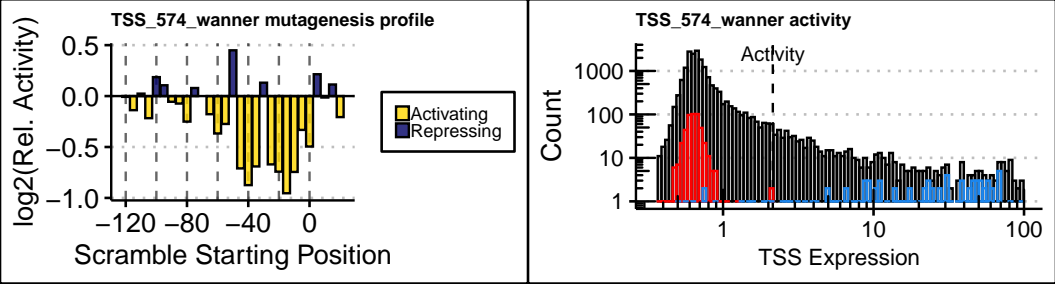 TSS_574_wanner mutagenesis profile
log2(Rel. Activity)
0.5
0.0
−0.5
−1.0
−120 −80 −40 0
Scramble Starting Position
Activating
Repressing
TSS_574_wanner activity
Activity
Count
1000
100
10
1
1 10 100
TSS Expression